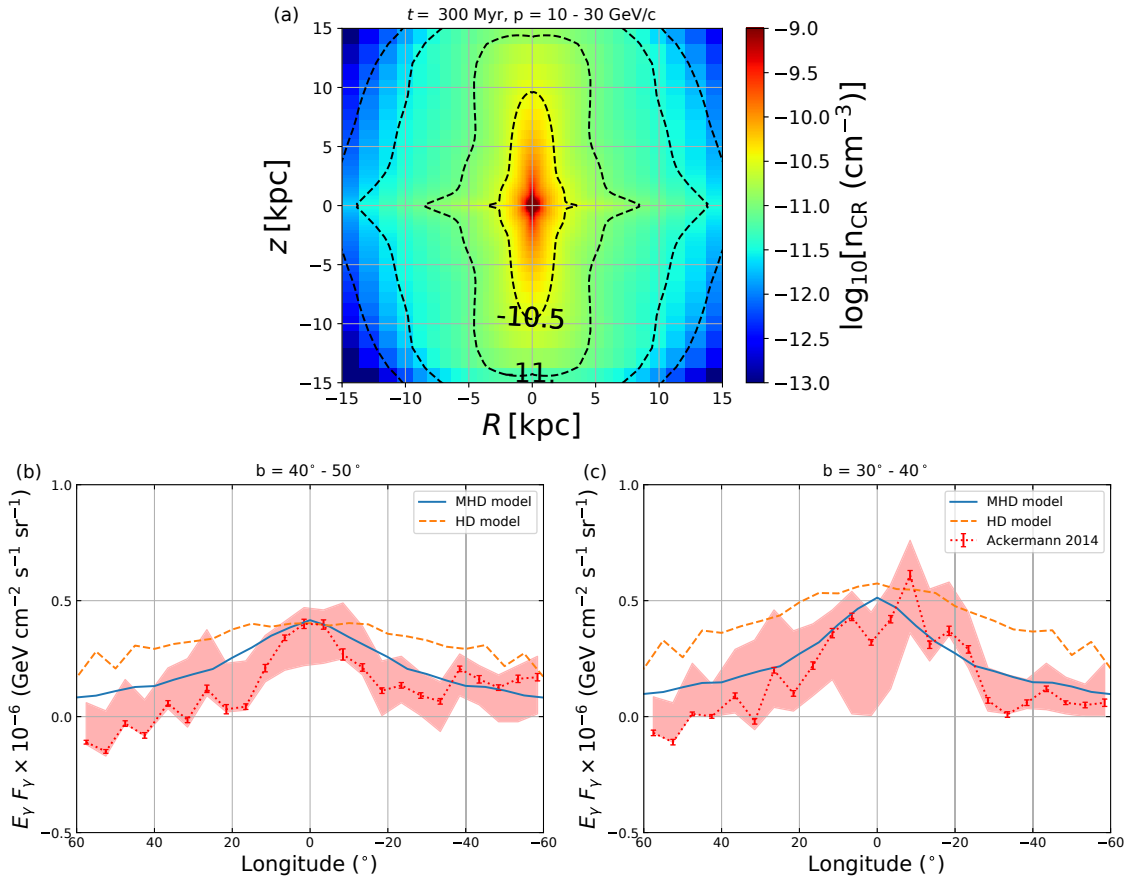 (a)
t = 300 Myr, p = 10 - 30 GeV/c
15
10
5
0
−5
−10
−15
z [kpc]
-10.5
-11.
−15
−10
−5
0
5
10
15
R [kpc]
−9.0
−9.5
−10.0
−10.5
−11.0
−11.5
−12.0
−12.5
−13.0
log₁₀[n_CR (cm⁻³)]
(b)
b = 40° - 50°
MHD model
HD model
1.0
0.5
0.0
−0.5
E_γ F_γ × 10⁻⁶ (GeV cm⁻² s⁻¹ sr⁻¹)
60
40
20
0
−20
−40
−60
Longitude (°)
(c)
b = 30° - 40°
MHD model
HD model
Ackermann 2014
1.0
0.5
0.0
−0.5
E_γ F_γ × 10⁻⁶ (GeV cm⁻² s⁻¹ sr⁻¹)
60
40
20
0
−20
−40
−60
Longitude (°)